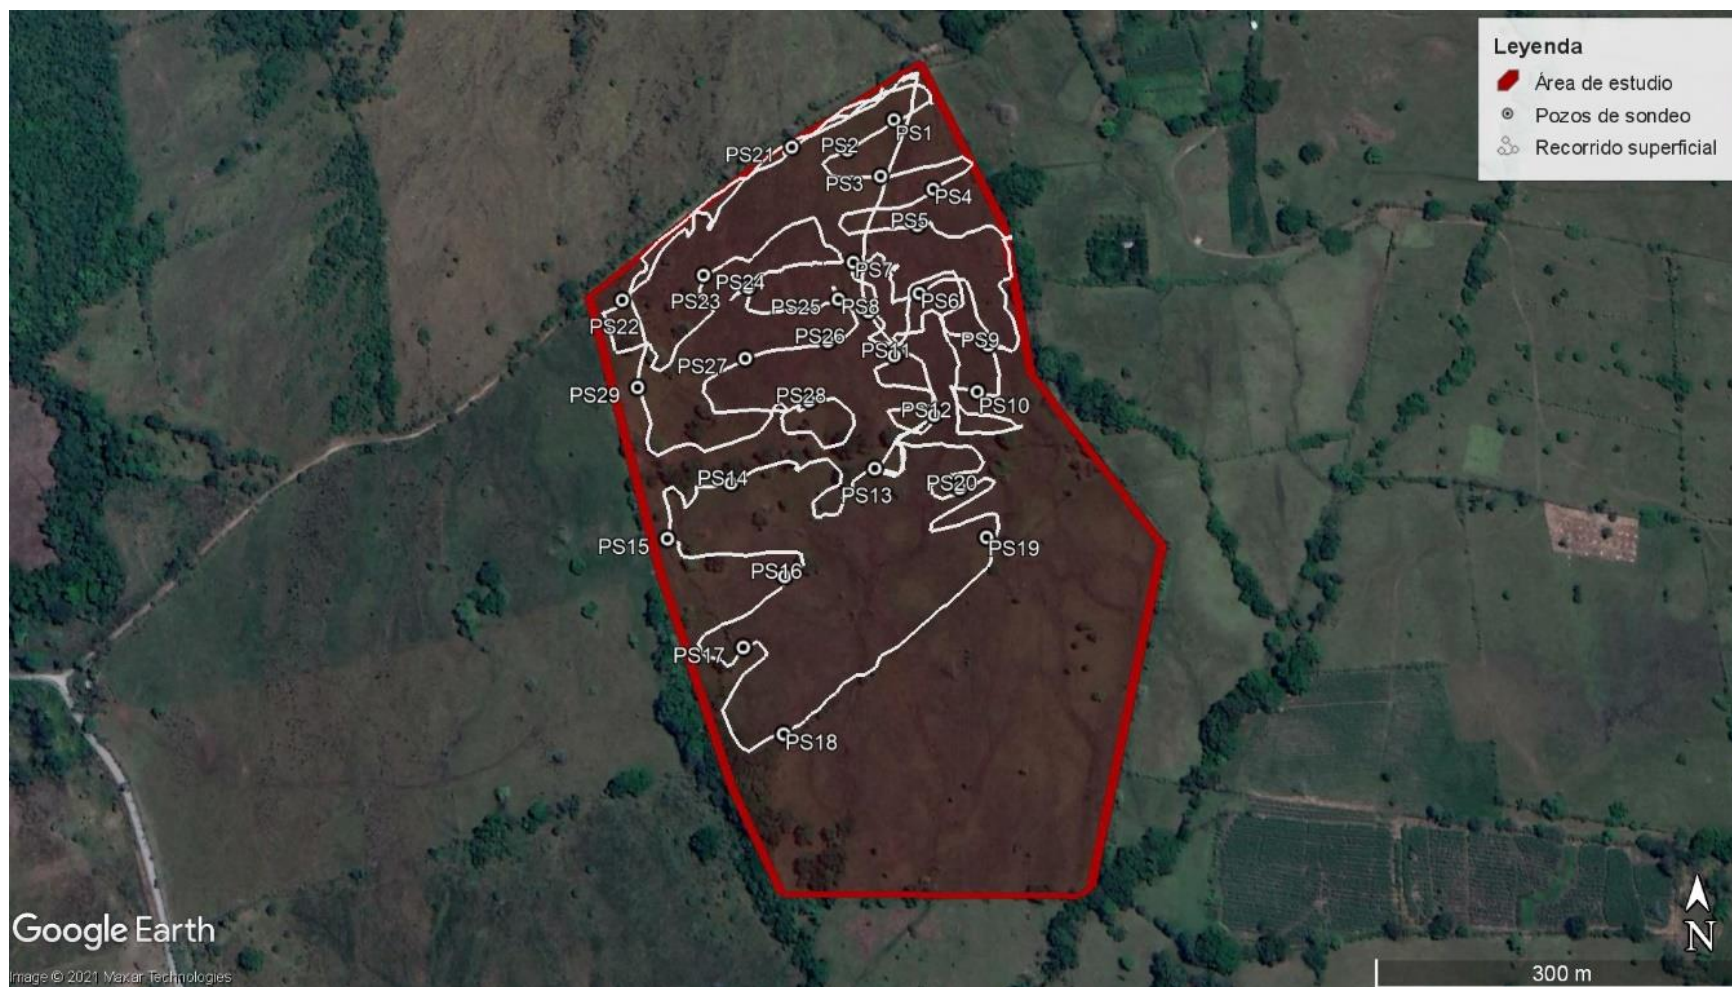 Leyenda
Área de estudio
Pozos de sondeo
Recorrido superficial
PS1
PS2
PS21
PS3
PS4
PS5
PS7
PS24
PS23
PS22
PS25
PS8
PS6
PS26
PS9
PS11
PS27
PS29
PS28
PS10
PS12
PS14
PS20
PS13
PS15
PS19
PS16
PS17
PS18
Google Earth
N
Image © 2021 Maxar Technologies
300 m